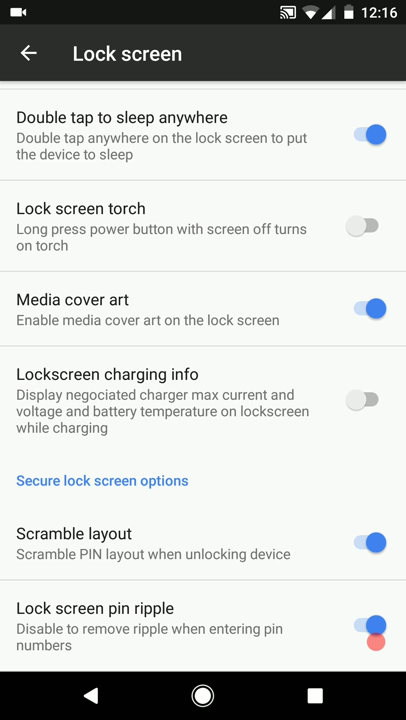 12:16
Lock screen
Double tap to sleep anywhere
Double tap anywhere on the lock screen to put
the device to sleep
Lock screen torch
Long press power button with screen off turns
on torch
Media cover art
Enable media cover art on the lock screen
Lockscreen charging info
Display negociated charger max current and
voltage and battery temperature on lockscreen
while charging
Secure lock screen options
Scramble layout
Scramble PIN layout when unlocking device
Lock screen pin ripple
Disable to remove ripple when entering pin
numbers